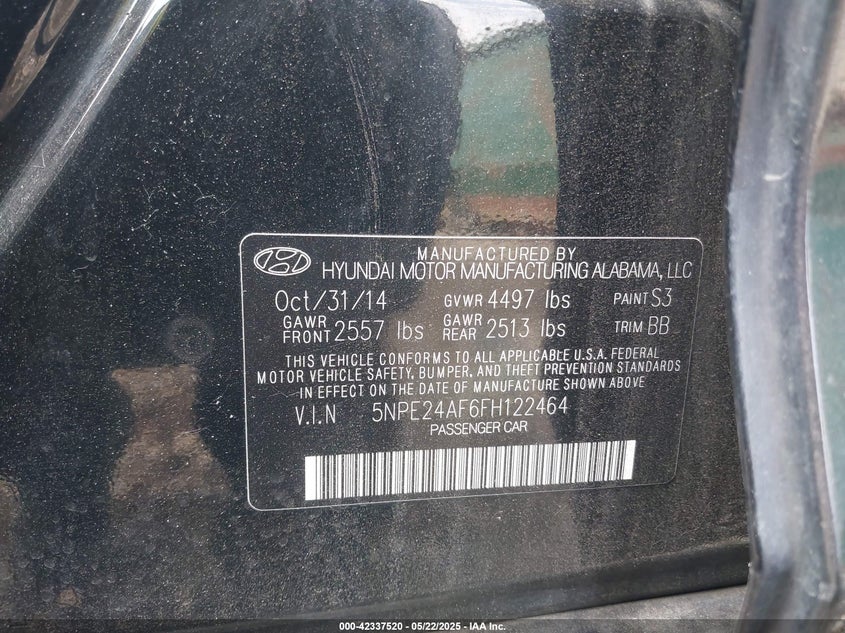 MANUFACTURED BY
HYUNDAI MOTOR MANUFACTURING ALABAMA, LLC
Oct/31/14 GVWR 4497 lbs PAINT S3
GAWR FRONT 2557 lbs GAWR REAR 2513 lbs TRIM BB
THIS VEHICLE CONFORMS TO ALL APPLICABLE U.S.A. FEDERAL
MOTOR VEHICLE SAFETY, BUMPER, AND THEFT PREVENTION STANDARDS
IN EFFECT ON THE DATE OF MANUFACTURE SHOWN ABOVE
V.I.N 5NPE24AF6FH122464
PASSENGER CAR
000-42337520 - 05/22/2025 - IAA Inc.